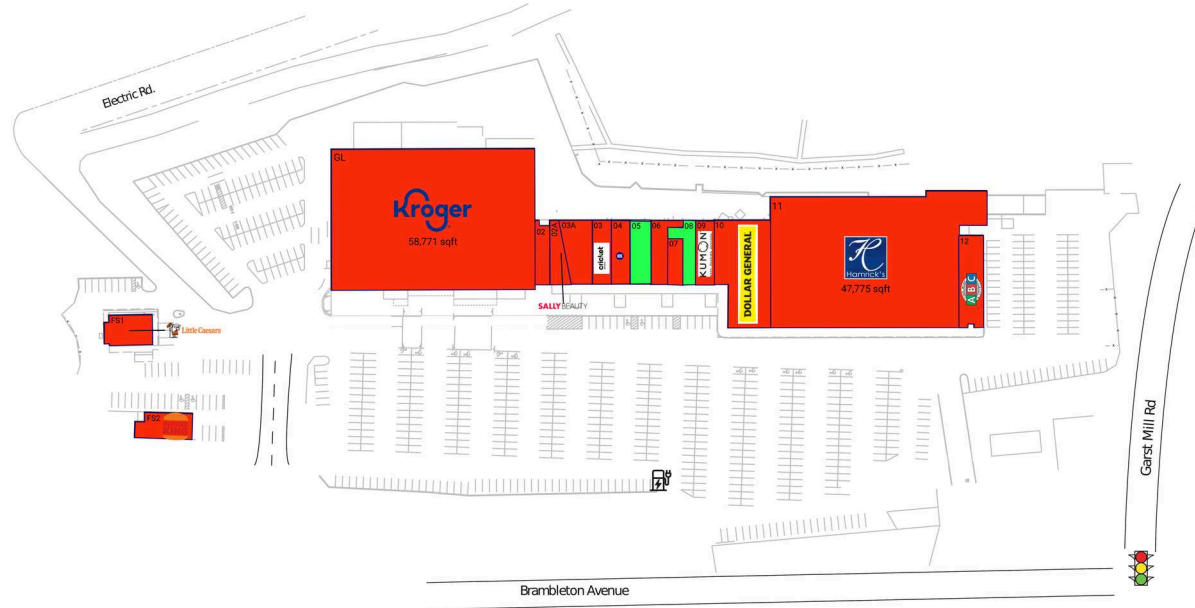 Electric Rd.
GL
Kroger
58,771 sqft
02
02A
03A
03
cricket
04
05
06
07
08
09
KUMON
10
DOLLAR GENERAL
11
H
Hamrick's
47,775 sqft
12
ABC
SALLY BEAUTY
FS1
Little Caesars
FS2
Garst Mill Rd
Brambleton Avenue